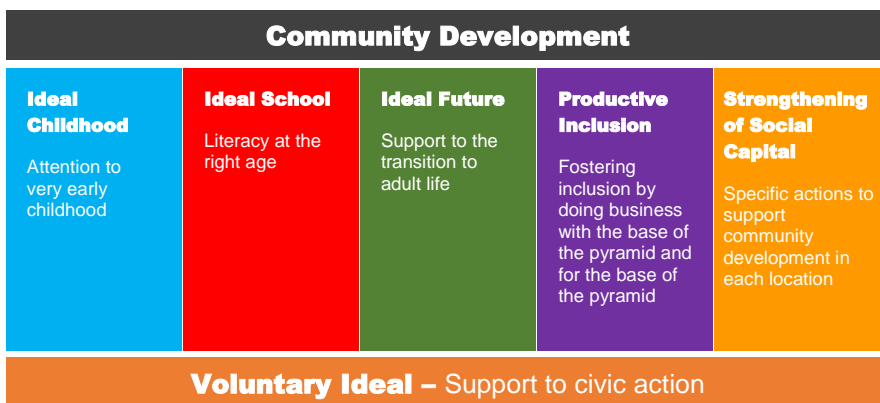 Community Development
Ideal
Childhood
Attention to
very early
childhood
Ideal School
Literacy at the
right age
Ideal Future
Support to the
transition to
adult life
Productive
Inclusion
Fostering
inclusion by
doing business
with the base of
the pyramid and
for the base of
the pyramid
Strengthening
of Social
Capital
Specific actions to
support
community
development in
each location
Voluntary Ideal – Support to civic action